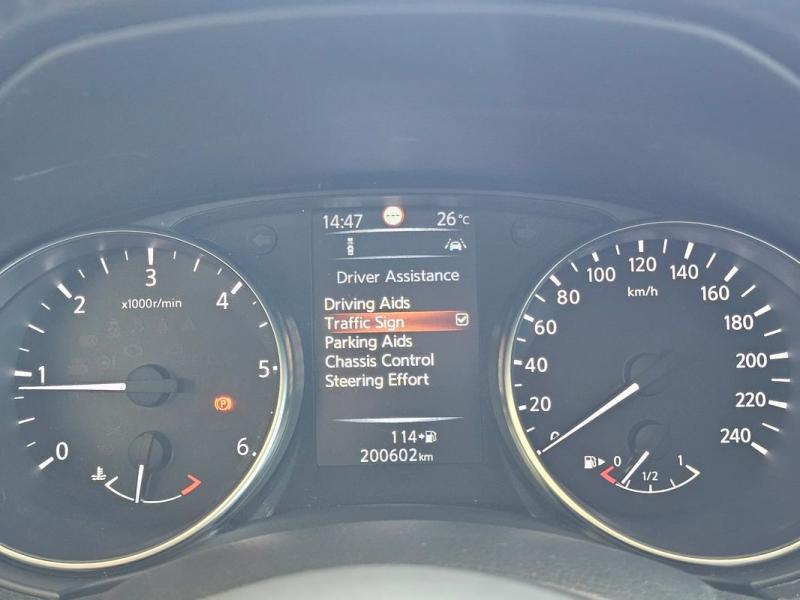 14:47 26 °C
Driver Assistance
Driving Aids
Traffic Sign
Parking Aids
Chassis Control
Steering Effort
114
200602 km
0 1 2 3 4 5 6
x1000r/min
P
0 20 40 60 80 100 120 140 160 180 200 220 240
km/h
0 1/2 1